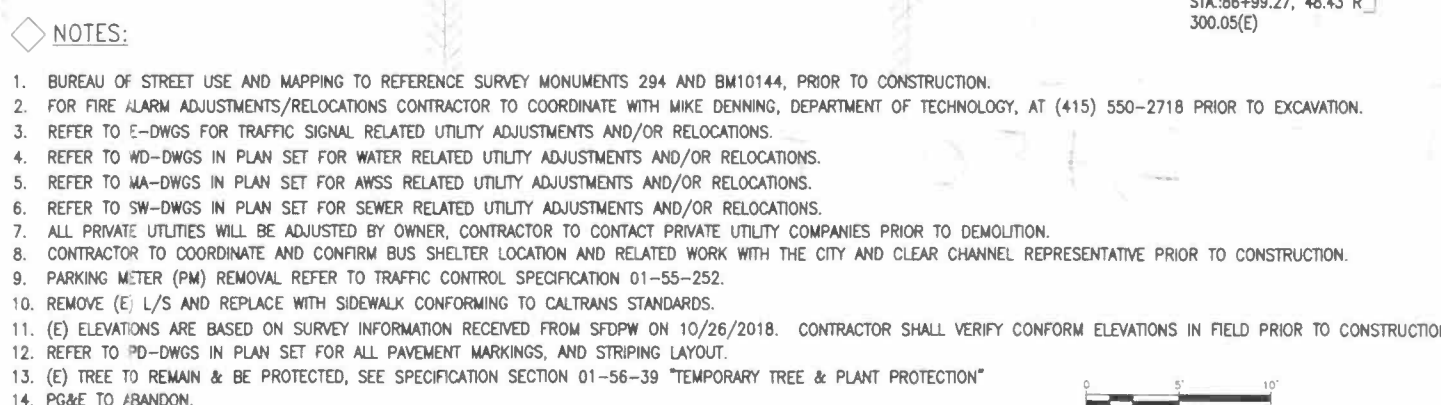 STA:86+99.27, 48.43 R
300.05(E)
NOTES:
1. BUREAU OF STREET USE AND MAPPING TO REFERENCE SURVEY MONUMENTS 294 AND BM10144, PRIOR TO CONSTRUCTION.
2. FOR FIRE ALARM ADJUSTMENTS/RELOCATIONS CONTRACTOR TO COORDINATE WITH MIKE DENNING, DEPARTMENT OF TECHNOLOGY, AT (415) 550-2718 PRIOR TO EXCAVATION.
3. REFER TO E-DWGS FOR TRAFFIC SIGNAL RELATED UTILITY ADJUSTMENTS AND/OR RELOCATIONS.
4. REFER TO WD-DWGS IN PLAN SET FOR WATER RELATED UTILITY ADJUSTMENTS AND/OR RELOCATIONS.
5. REFER TO MA-DWGS IN PLAN SET FOR AWSS RELATED UTILITY ADJUSTMENTS AND/OR RELOCATIONS.
6. REFER TO SW-DWGS IN PLAN SET FOR SEWER RELATED UTILITY ADJUSTMENTS AND/OR RELOCATIONS.
7. ALL PRIVATE UTLITIES WILL BE ADJUSTED BY OWNER, CONTRACTOR TO CONTACT PRIVATE UTILITY COMPANIES PRIOR TO DEMOLITION.
8. CONTRACTOR TO COORDINATE AND CONFIRM BUS SHELTER LOCATION AND RELATED WORK WITH THE CITY AND CLEAR CHANNEL REPRESENTATIVE PRIOR TO CONSTRUCTION.
9. PARKING METER (PM) REMOVAL REFER TO TRAFFIC CONTROL SPECIFICATION 01-55-252.
10. REMOVE (E) L/S AND REPLACE WITH SIDEWALK CONFORMING TO CALTRANS STANDARDS.
11. (E) ELEVATIONS ARE BASED ON SURVEY INFORMATION RECEIVED FROM SFDPW ON 10/26/2018. CONTRACTOR SHALL VERIFY CONFORM ELEVATIONS IN FIELD PRIOR TO CONSTRUCTION
12. REFER TO PD-DWGS IN PLAN SET FOR ALL PAVEMENT MARKINGS, AND STRIPING LAYOUT.
13. (E) TREE TO REMAIN & BE PROTECTED, SEE SPECIFICATION SECTION 01-56-39 "TEMPORARY TREE & PLANT PROTECTION"
14. PG&E TO ABANDON.
0 5' 10'